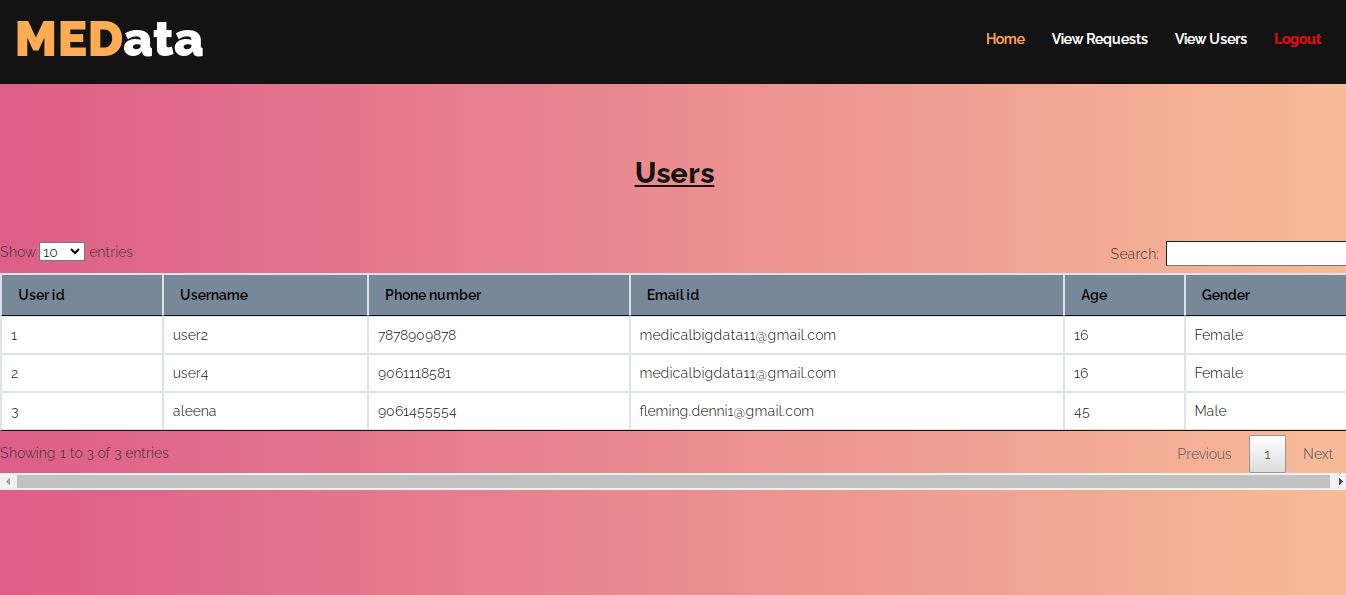 MEData Home View Requests View Users Logout
Users
Show 10 entries Search:
User id Username Phone number Email id Age Gender
1 user2 7878909878 medicalbigdata11@gmail.com 16 Female
2 user4 9061118581 medicalbigdata11@gmail.com 16 Female
3 aleena 9061455554 fleming.denni1@gmail.com 45 Male
Showing 1 to 3 of 3 entries Previous 1 Next